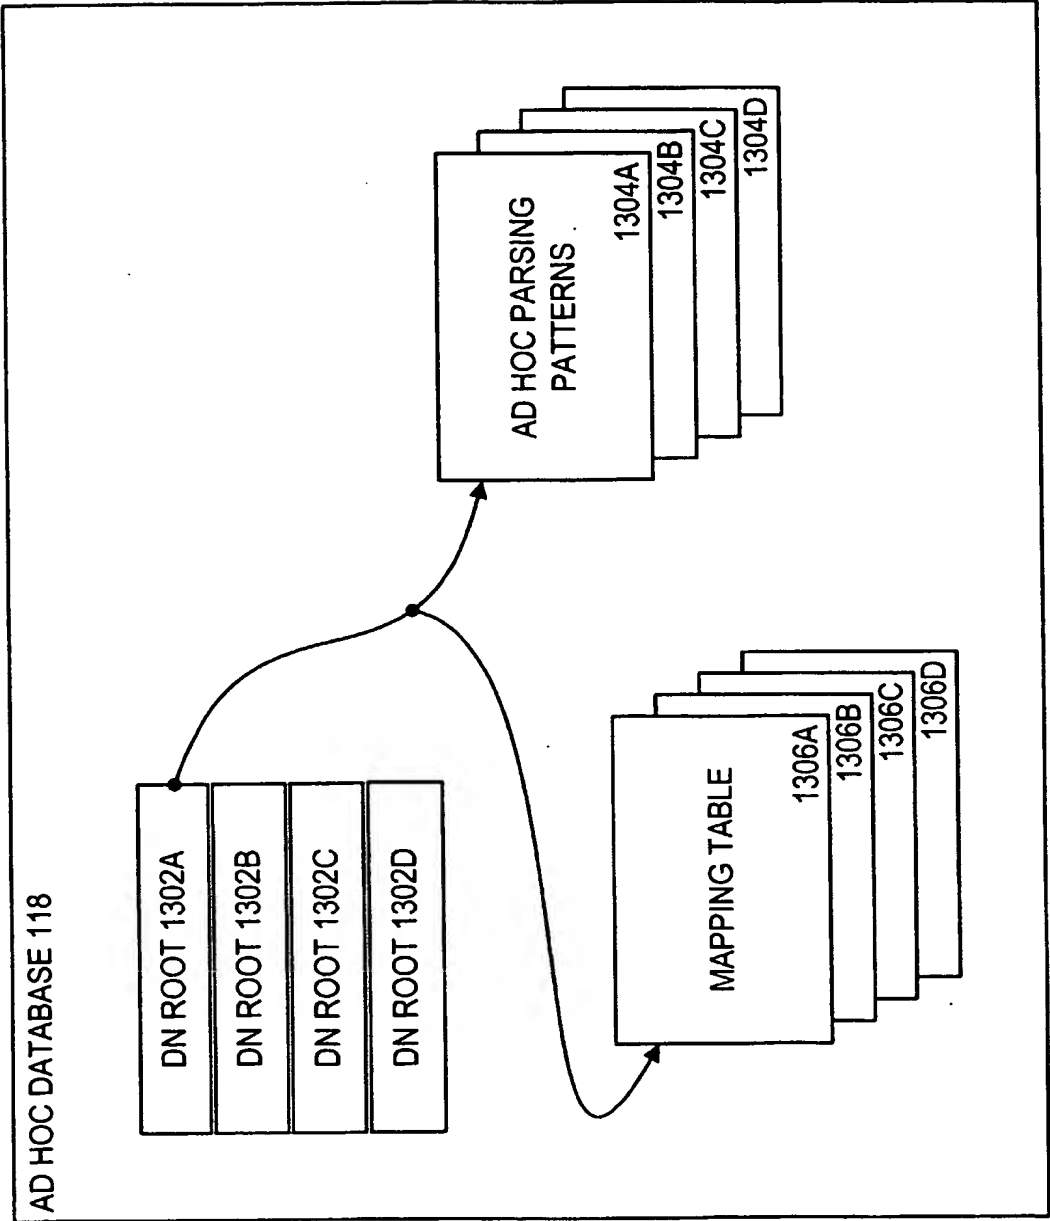 AD HOC DATABASE 118
DN ROOT 1302A
DN ROOT 1302B
DN ROOT 1302C
DN ROOT 1302D
AD HOC PARSING
PATTERNS
1304A
1304B
1304C
1304D
MAPPING TABLE
1306A
1306B
1306C
1306D